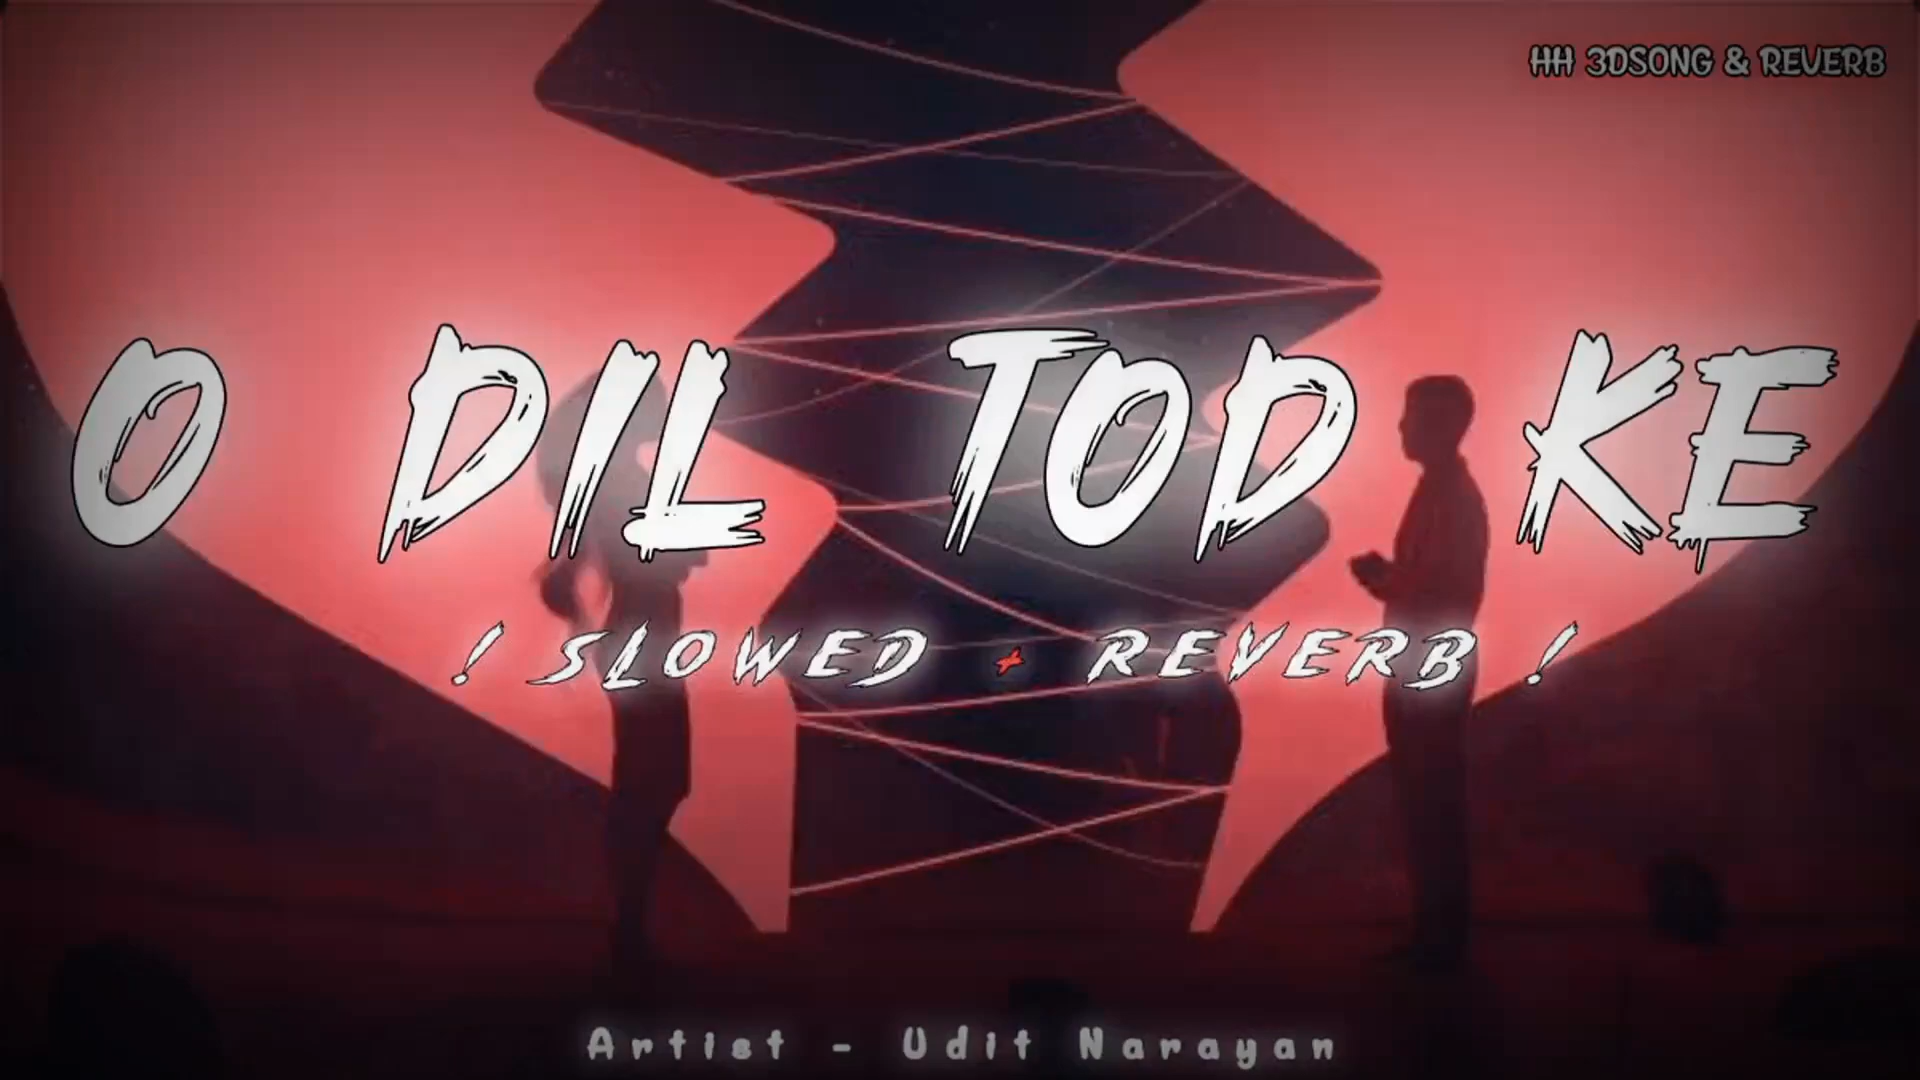 HH 3DSONG & REVERB
O DIL TOD KE
! SLOWED + REVERB !
Artist - Udit Narayan